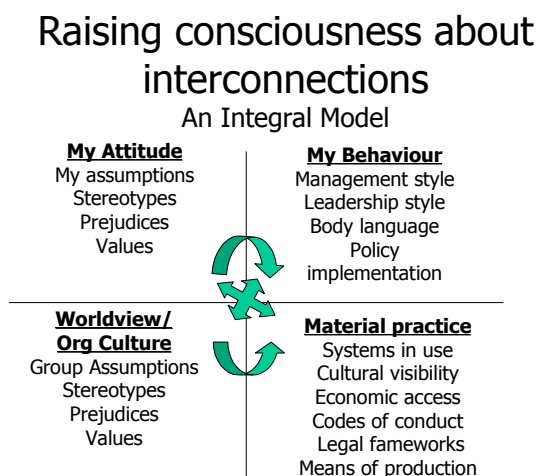 Raising consciousness about
interconnections
An Integral Model
My Attitude
My assumptions
Stereotypes
Prejudices
Values
My Behaviour
Management style
Leadership style
Body language
Policy
implementation
Worldview/
Org Culture
Group Assumptions
Stereotypes
Prejudices
Values
Material practice
Systems in use
Cultural visibility
Economic access
Codes of conduct
Legal fameworks
Means of production